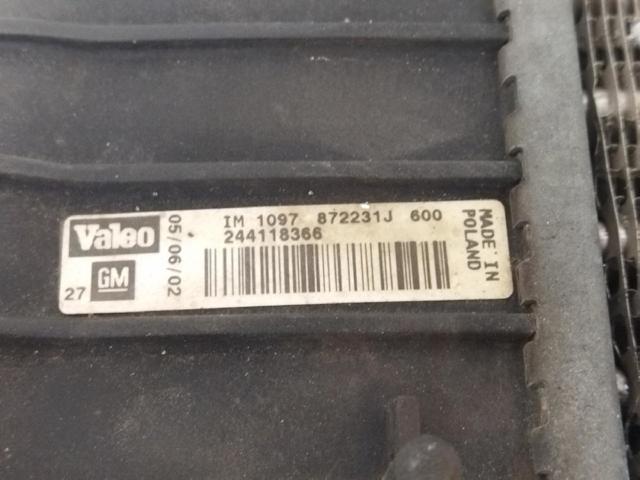 Valeo
GM
27
05/06/02
IM 1097 872231J 600
244118366
MADE IN
POLAND